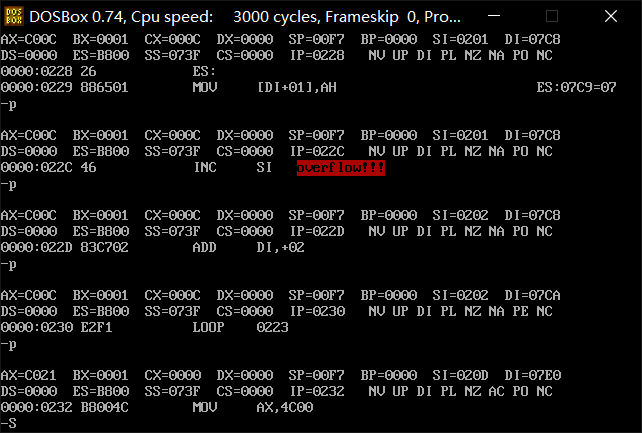 DOSBox 0.74, Cpu speed: 3000 cycles, Frameskip 0, Pro...
AX=C00C BX=0001 CX=000C DX=0000 SP=00F7 BP=0000 SI=0201 DI=07C8
DS=0000 ES=B800 SS=073F CS=0000 IP=0228 NV UP DI PL NZ NA PO NC
0000:0228 26 ES:
0000:0229 886501 MOV [DI+01],AH ES:07C9=07
-p
AX=C00C BX=0001 CX=000C DX=0000 SP=00F7 BP=0000 SI=0201 DI=07C8
DS=0000 ES=B800 SS=073F CS=0000 IP=022C NV UP DI PL NZ NA PO NC
0000:022C 46 INC SI overflow!!!
-p
AX=C00C BX=0001 CX=000C DX=0000 SP=00F7 BP=0000 SI=0202 DI=07C8
DS=0000 ES=B800 SS=073F CS=0000 IP=022D NV UP DI PL NZ NA PO NC
0000:022D 83C702 ADD DI,+02
-p
AX=C00C BX=0001 CX=000C DX=0000 SP=00F7 BP=0000 SI=0202 DI=07CA
DS=0000 ES=B800 SS=073F CS=0000 IP=0230 NV UP DI PL NZ NA PE NC
0000:0230 E2F1 LOOP 0223
-p
AX=C021 BX=0001 CX=0000 DX=0000 SP=00F7 BP=0000 SI=020D DI=07E0
DS=0000 ES=B800 SS=073F CS=0000 IP=0232 NV UP DI PL NZ AC PO NC
0000:0232 B8004C MOV AX,4C00
-S